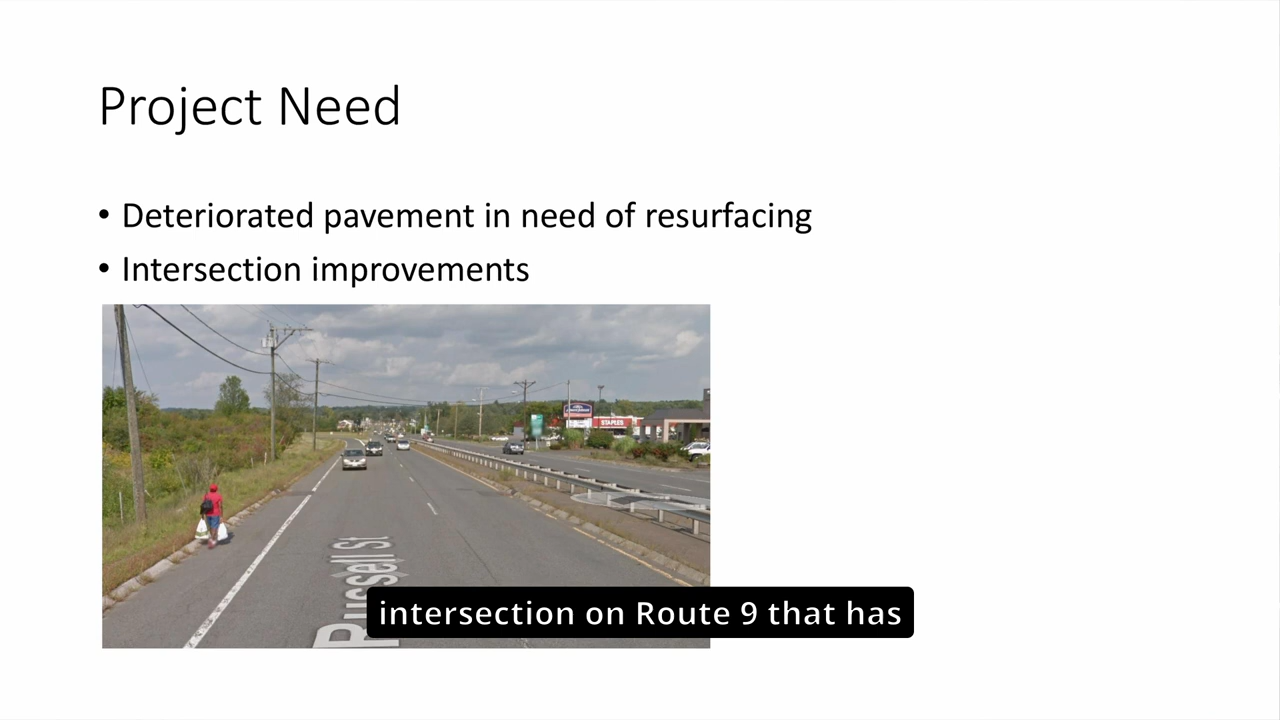 Project Need
• Deteriorated pavement in need of resurfacing
• Intersection improvements
STAPLES
Russell St
intersection on Route 9 that has